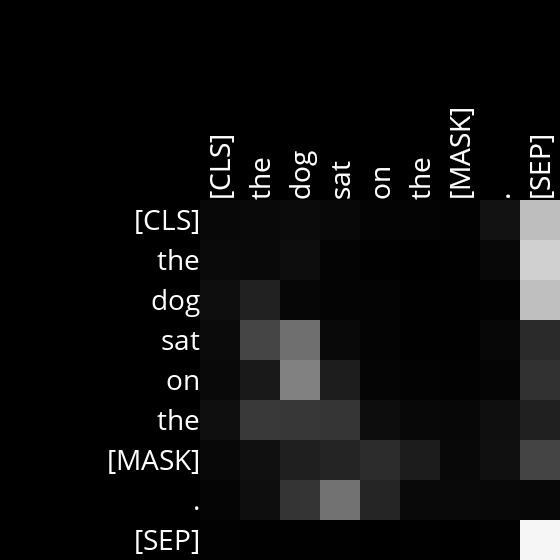 [CLS] the dog sat on the [MASK] . [SEP]
[CLS]
the
dog
sat
on
the
[MASK]
.
[SEP]